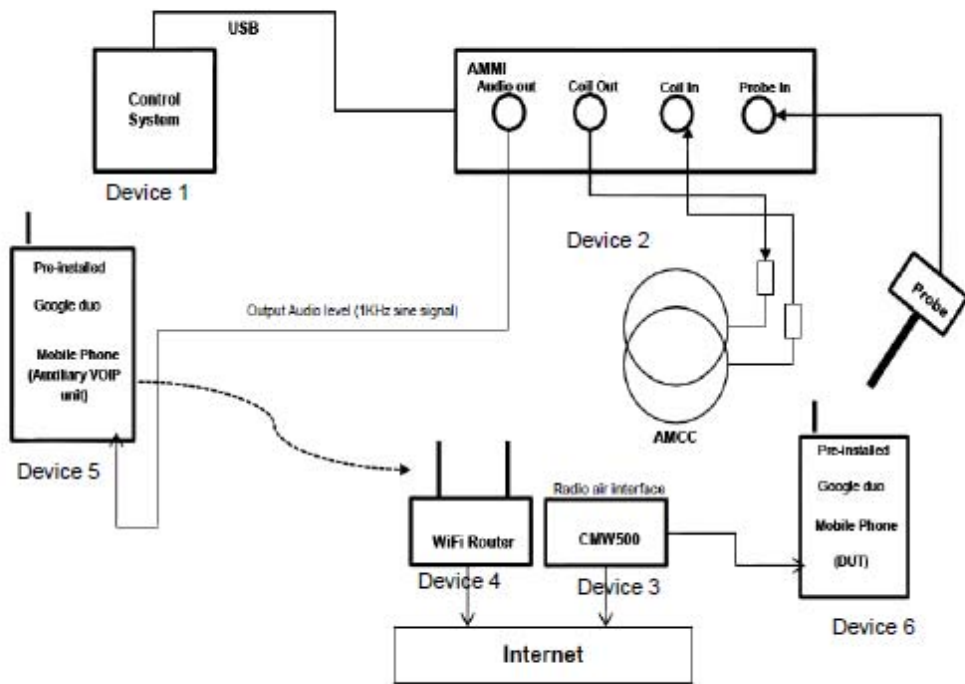 USB
AMMI
Audio out
Coil Out
Coil In
Probe In
Control
System
Device 1
Device 2
Pre-installed
Google duo
Mobile Phone
(Auxiliary VOIP
unit)
Device 5
Output Audio level (1KHz sine signal)
Probe
AMCC
Pre-installed
Google duo
Mobile Phone
(DUT)
Device 6
Radio air interface
WiFi Router
CMW500
Device 4
Device 3
Internet